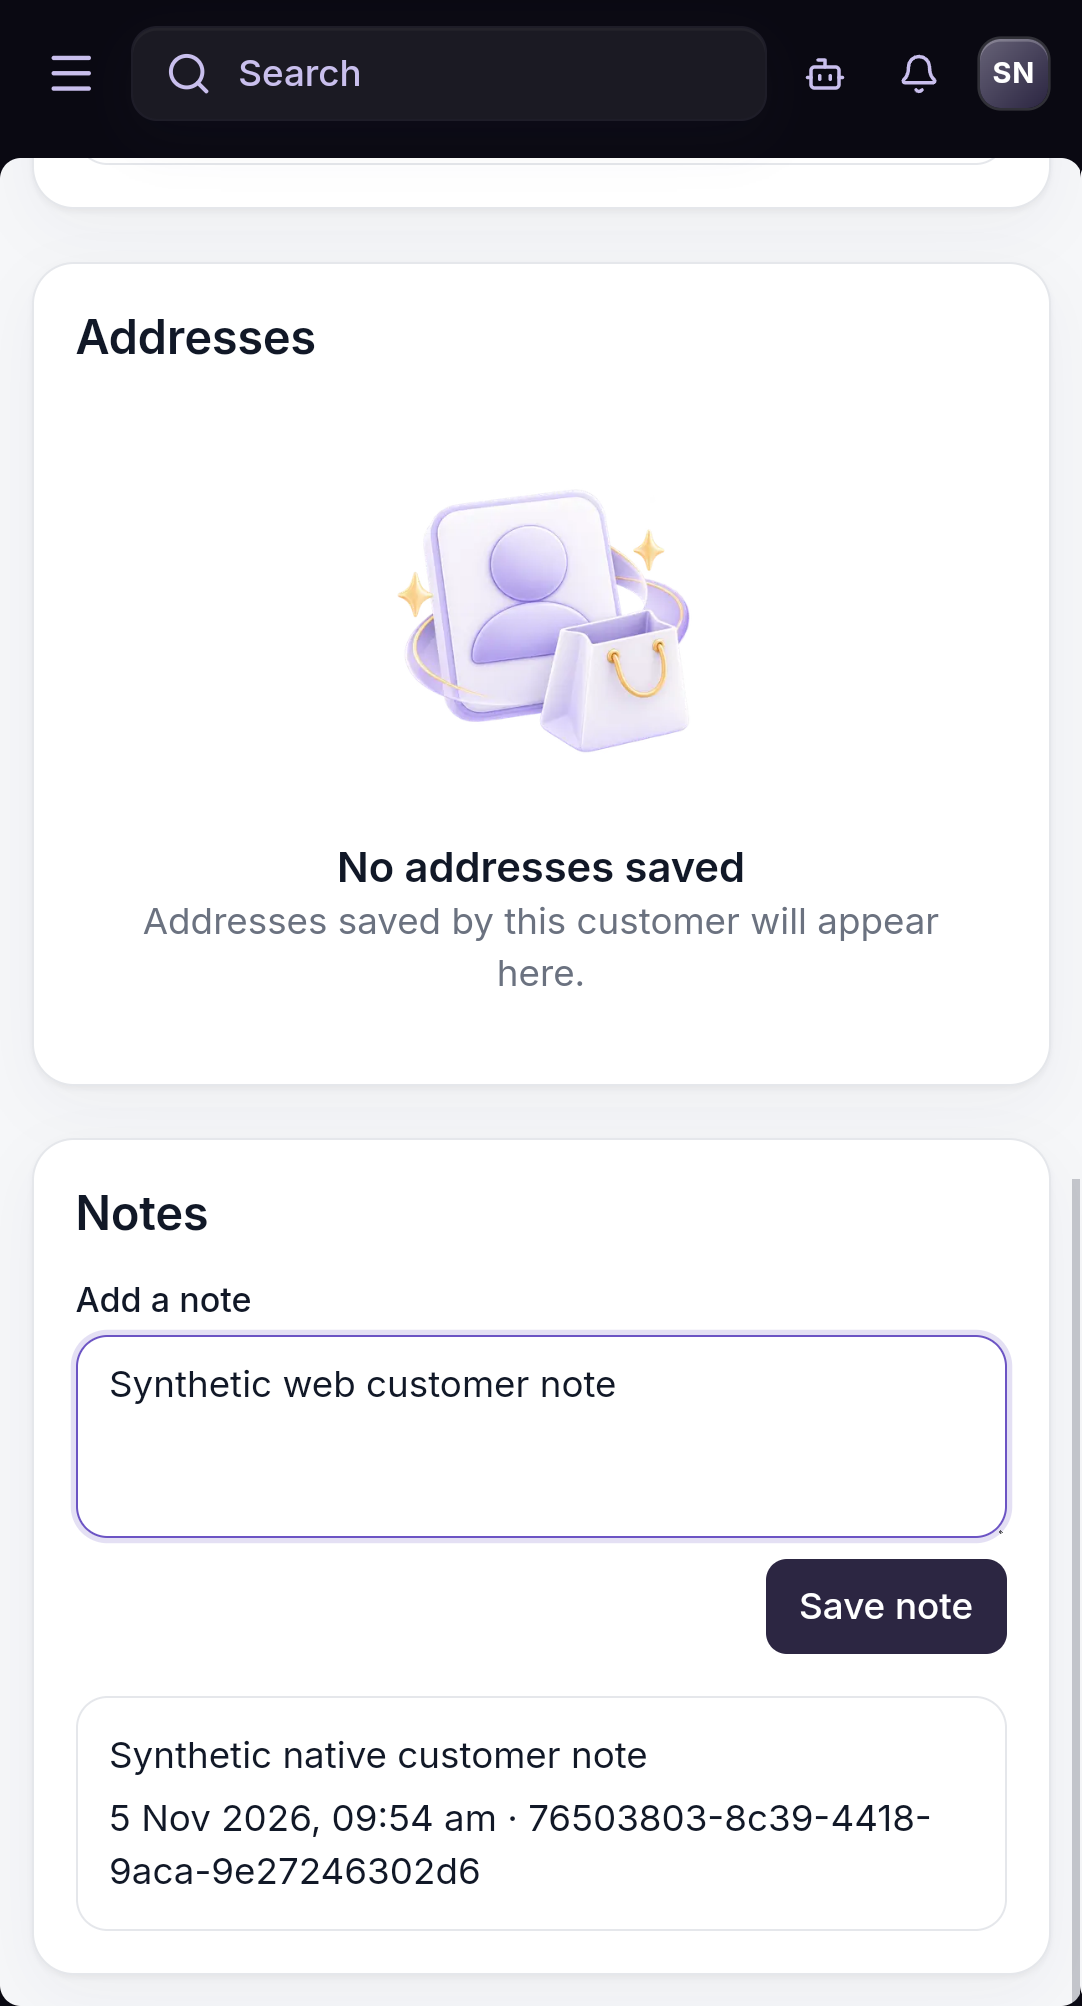 Search
SN
Addresses
No addresses saved
Addresses saved by this customer will appear
here.
Notes
Add a note
Synthetic web customer note
Save note
Synthetic native customer note
5 Nov 2026, 09:54 am · 76503803-8c39-4418-
9aca-9e27246302d6